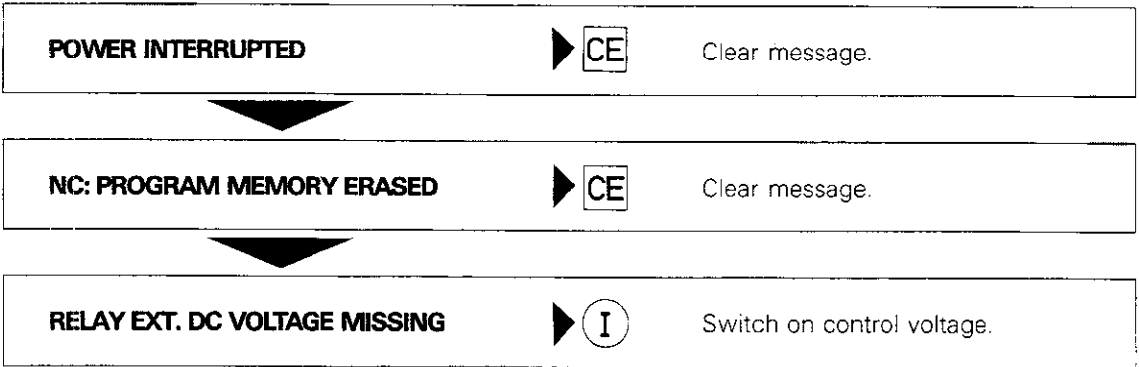 POWER INTERRUPTED CE Clear message.
NC: PROGRAM MEMORY ERASED CE Clear message.
RELAY EXT. DC VOLTAGE MISSING I Switch on control voltage.